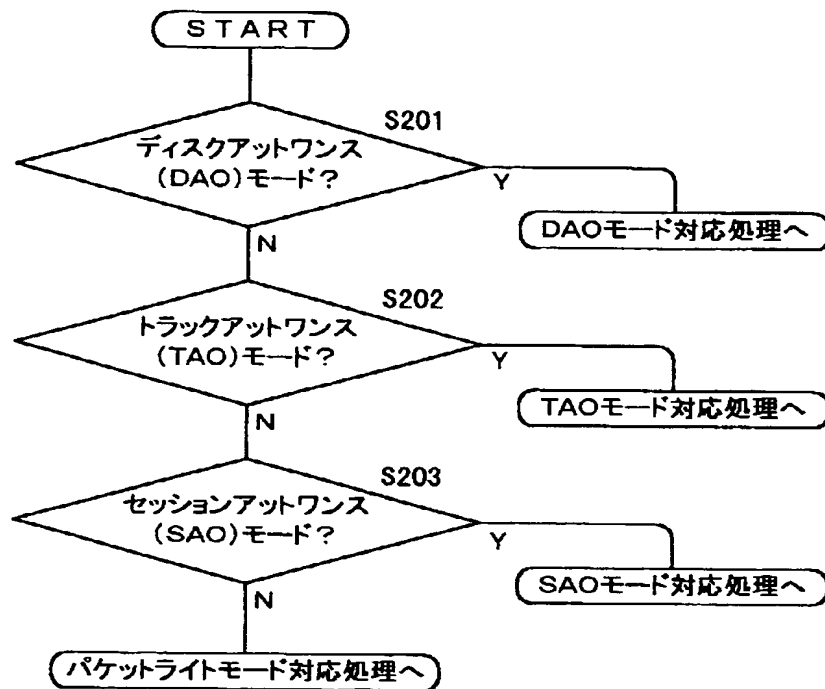 START
S201
ディスクアットワンス
(DAO)モード?
Y
DAOモード対応処理へ
N
S202
トラックアットワンス
(TAO)モード?
Y
TAOモード対応処理へ
N
S203
セッションアットワンス
(SAO)モード?
Y
SAOモード対応処理へ
N
パケットライトモード対応処理へ